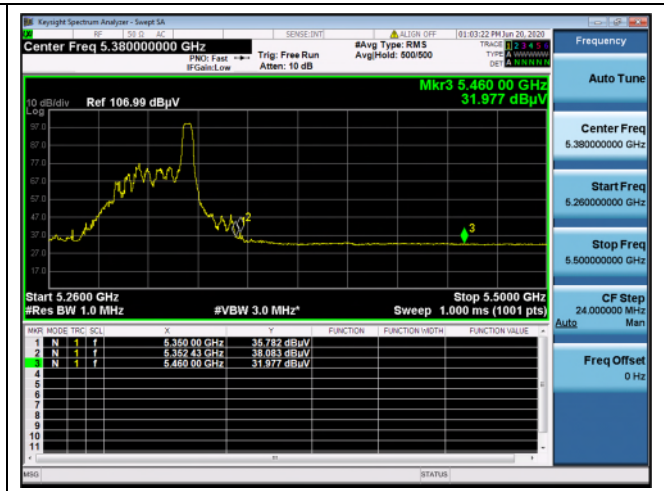 Keysight Spectrum Analyzer - Swept SA
RF 50 Ω AC SENSE:INT ALIGN OFF 01:03:22 PM Jun 20, 2020
Center Freq 5.380000000 GHz #Avg Type: RMS TRACE 1 2 3 4 5 6 Frequency
PNO: Fast Trig: Free Run Avg|Hold: 500/500 TYPE A WWWWW
IFGain:Low Atten: 10 dB DET A N N N N N
Auto Tune
Mkr3 5.460 00 GHz
10 dB/div Ref 106.99 dBµV 31.977 dBµV
Log
97.0
87.0
77.0
67.0
57.0
47.0
37.0
27.0
17.0
2
3
Center Freq
5.380000000 GHz
Start Freq
5.260000000 GHz
Stop Freq
5.500000000 GHz
Start 5.2600 GHz Stop 5.5000 GHz
#Res BW 1.0 MHz #VBW 3.0 MHz* Sweep 1.000 ms (1001 pts)
CF Step
24.000000 MHz
Auto Man
MKR MODE TRC SCL X Y FUNCTION FUNCTION WIDTH FUNCTION VALUE
1 N 1 f 5.350 00 GHz 35.782 dBµV
2 N 1 f 5.352 43 GHz 38.083 dBµV
3 N 1 f 5.460 00 GHz 31.977 dBµV
4
5
6
7
8
9
10
11
Freq Offset
0 Hz
MSG STATUS